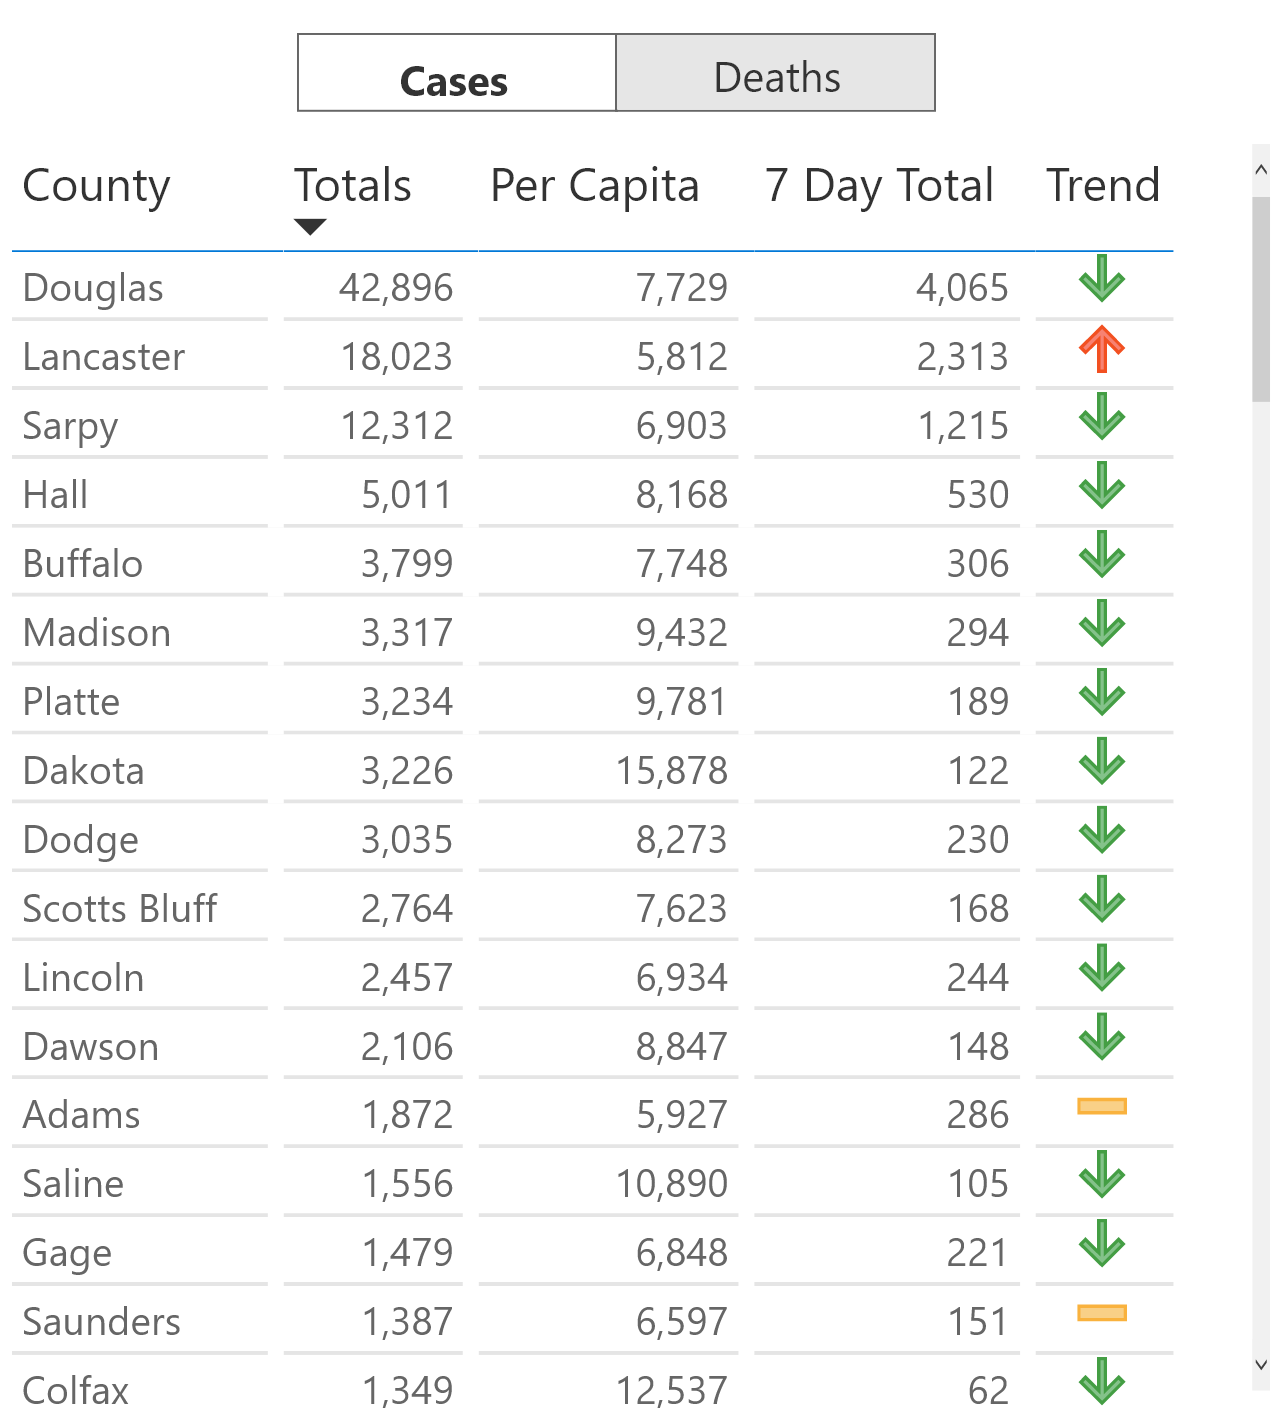 Cases Deaths
County Totals Per Capita 7 Day Total Trend
Douglas 42,896 7,729 4,065
Lancaster 18,023 5,812 2,313
Sarpy 12,312 6,903 1,215
Hall 5,011 8,168 530
Buffalo 3,799 7,748 306
Madison 3,317 9,432 294
Platte 3,234 9,781 189
Dakota 3,226 15,878 122
Dodge 3,035 8,273 230
Scotts Bluff 2,764 7,623 168
Lincoln 2,457 6,934 244
Dawson 2,106 8,847 148
Adams 1,872 5,927 286
Saline 1,556 10,890 105
Gage 1,479 6,848 221
Saunders 1,387 6,597 151
Colfax 1,349 12,537 62